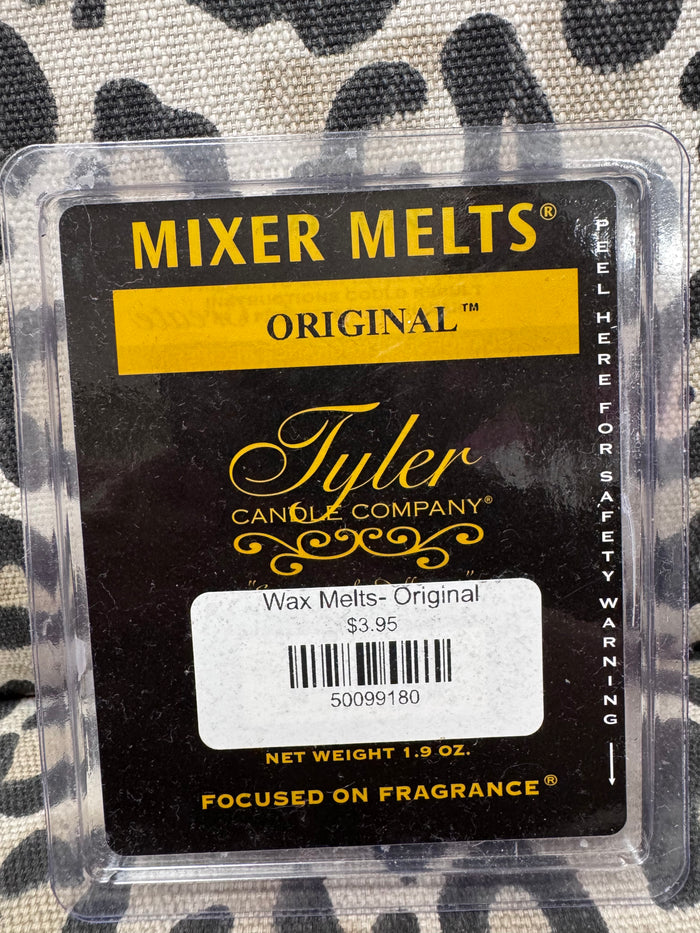 MIXER MELTS®
ORIGINAL™
Tyler
CANDLE COMPANY®
Wax Melts- Original
$3.95
50099180
NET WEIGHT 1.9 OZ.
FOCUSED ON FRAGRANCE®
PEEL HERE FOR SAFETY WARNING